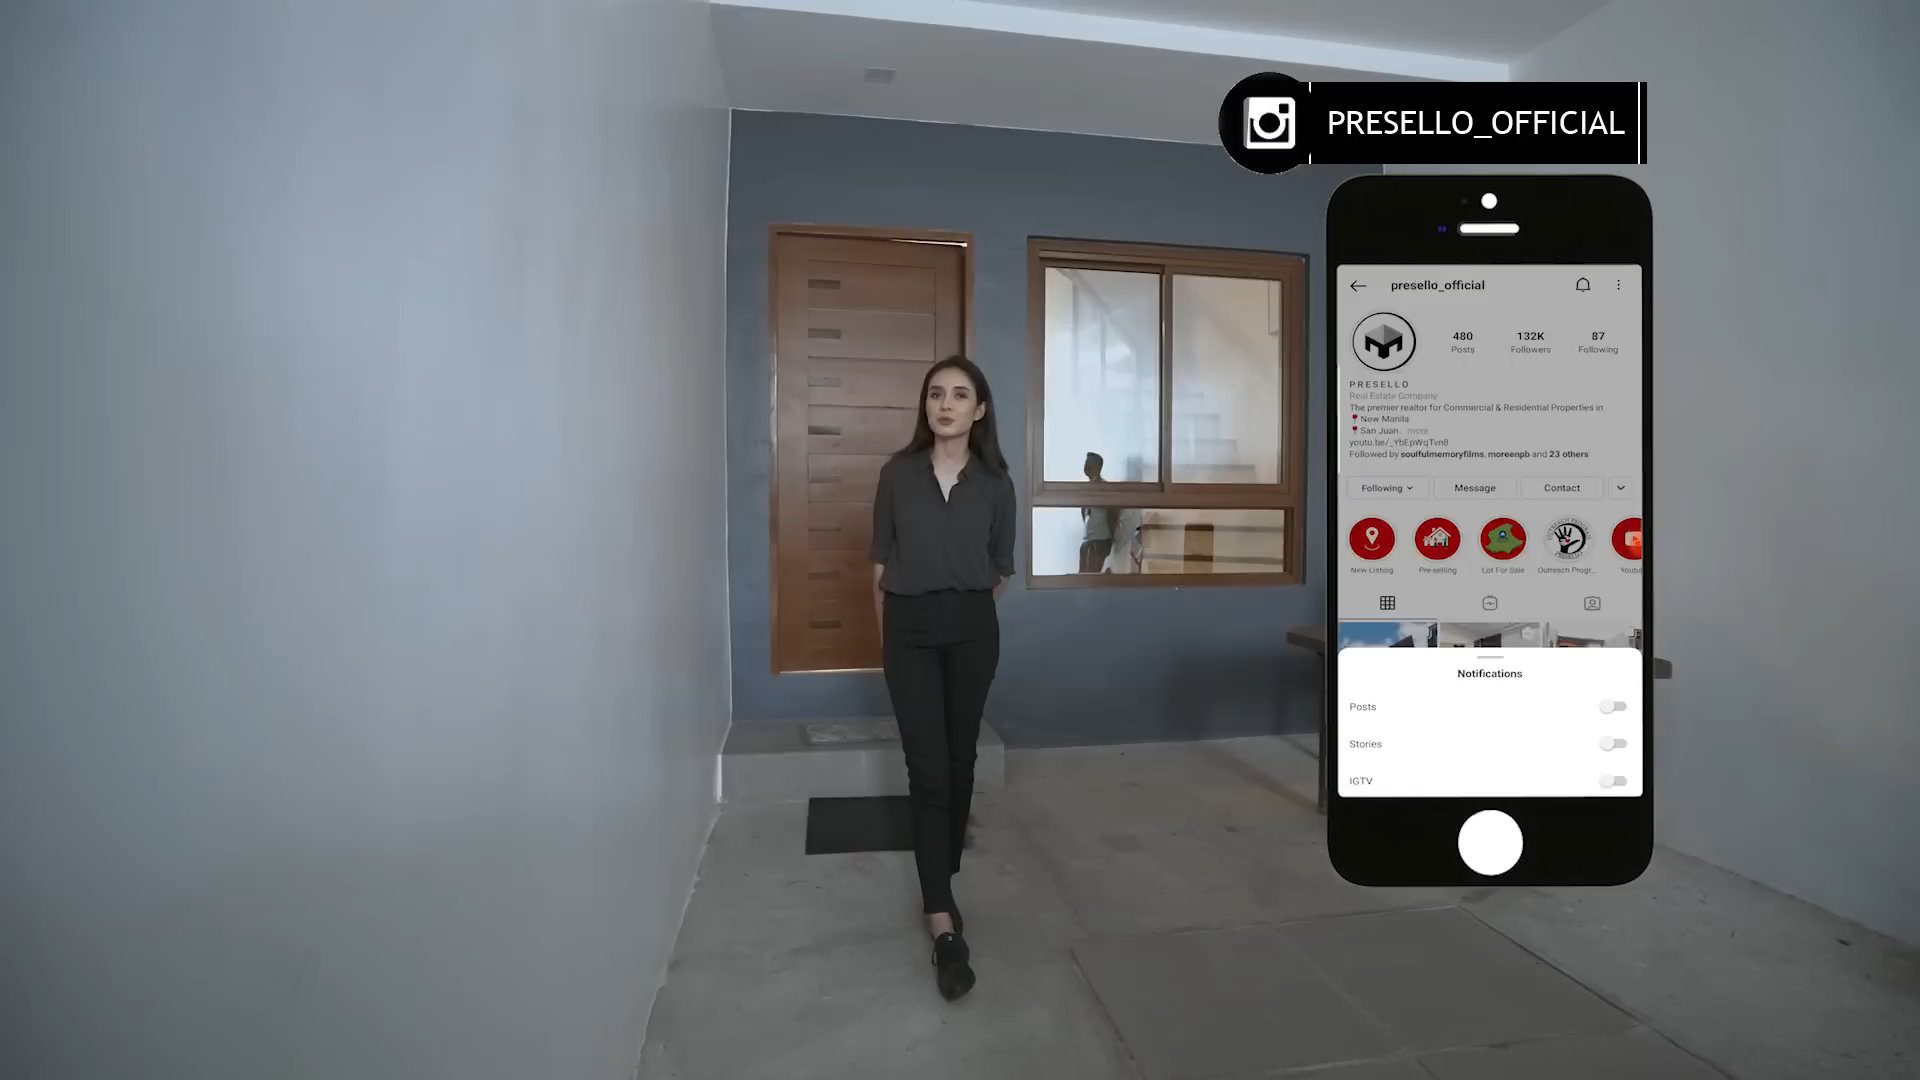 PRESELLO_OFFICIAL
presello_official
480 132K 87
Posts Followers Following
PRESELLO
Real Estate Company
The premier realtor for Commercial & Residential Properties in
📍New Manila
📍San Juan... more
youtu.be/_YbEpWqTvn8
Followed by soulfulmemoryfilms, moreenpb and 23 others
Following Message Contact
New Listing Pre-selling Lot For Sale Outreach Progr... Youtu
Notifications
Posts
Stories
IGTV